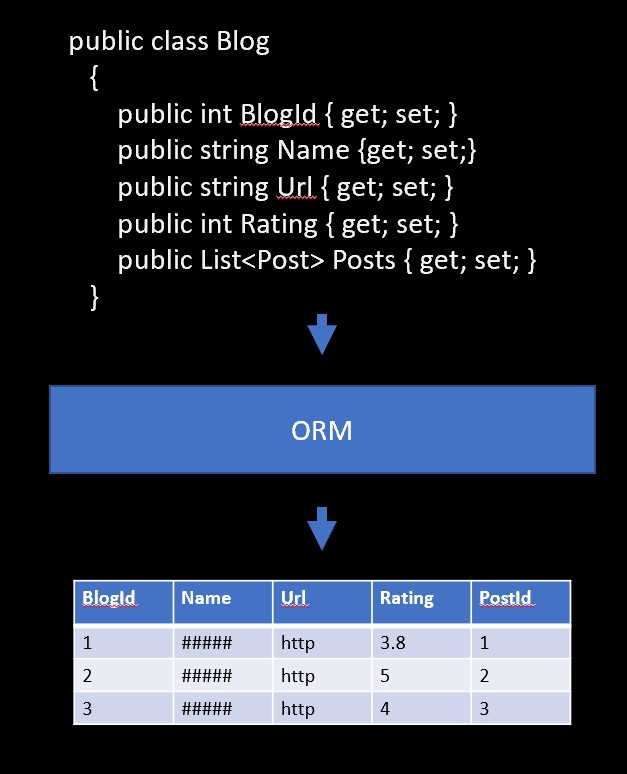 public class Blog
{
public int BlogId { get; set; }
public string Name {get; set;}
public string Url { get; set; }
public int Rating { get; set; }
public List<Post> Posts { get; set; }
}
ORM
BlogId Name Url Rating PostId
1 ##### http 3.8 1
2 ##### http 5 2
3 ##### http 4 3